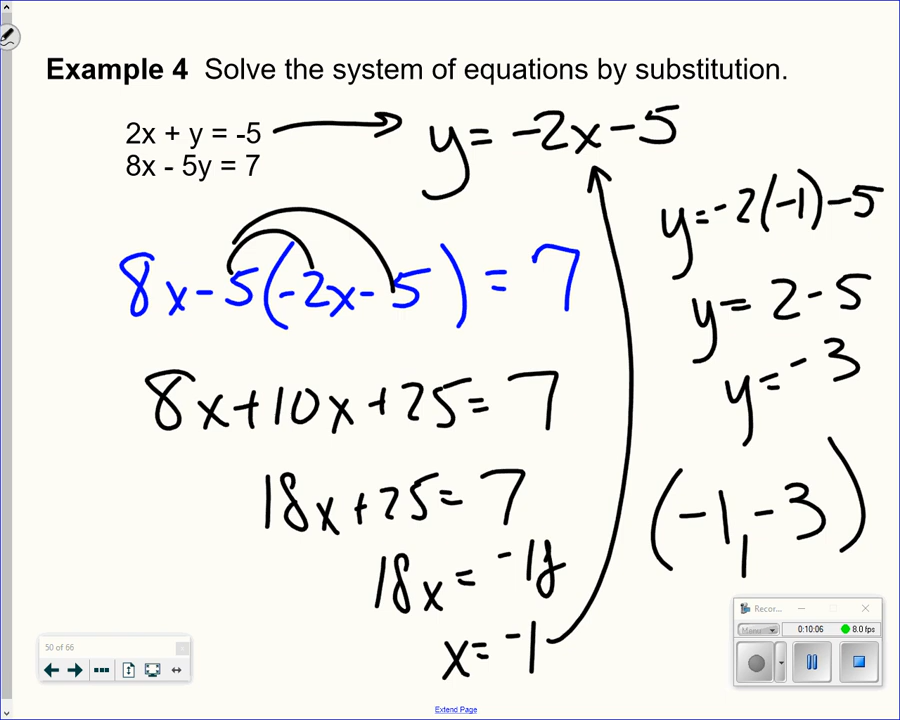 Example 4 Solve the system of equations by substitution.
2x + y = -5
y = -2x - 5
8x - 5y = 7
8x - 5(-2x - 5) = 7
8x + 10x + 25 = 7
18x + 25 = 7
18x = -18
x = -1
y = -2(-1) - 5
y = 2 - 5
y = -3
(-1, -3)
50 of 66
Recor...
Menu
0:10:06
8.0 fps
Extend Page